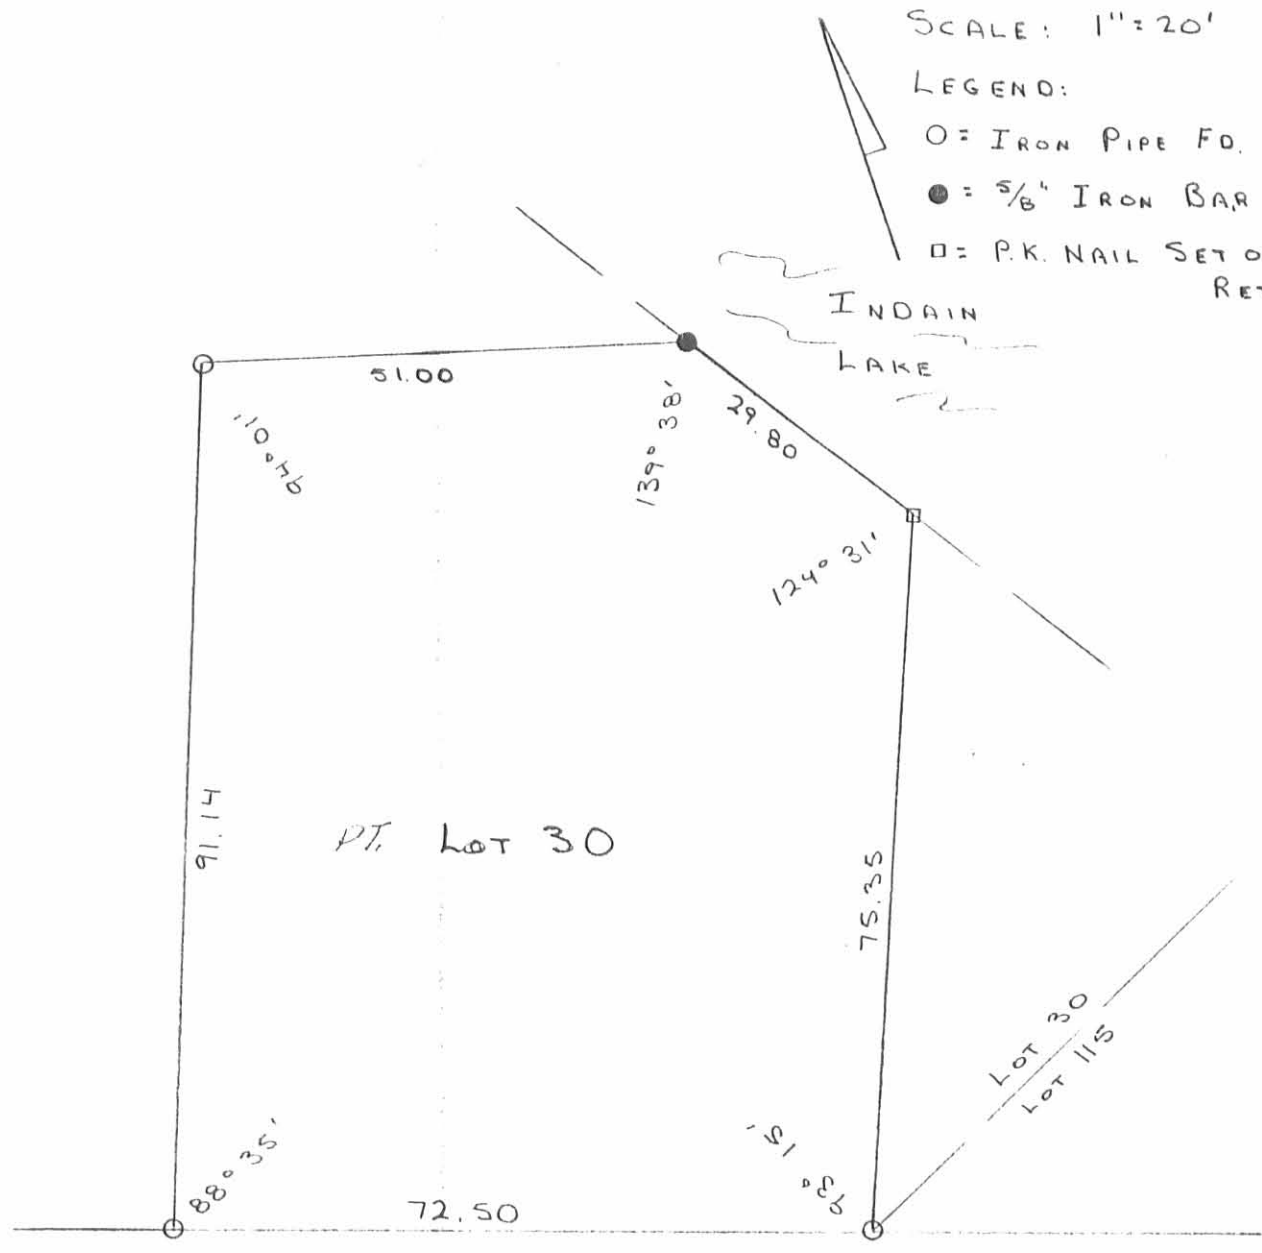 SCALE: 1"=20'
LEGEND:
O= IRON PIPE FD.
●= 5/8" IRON BAR
□= P.K. NAIL SET
INDAIN
LAKE
51.00
94° 01'
139° 38'
29.80
124° 31'
91.14
PT. LOT 30
75.35
LOT 30
LOT 115
88° 35'
93° 15'
72.50